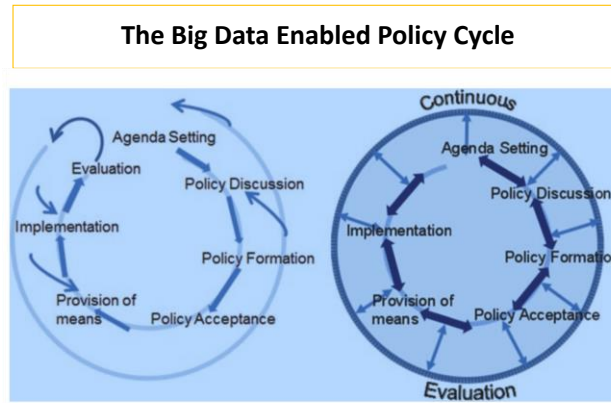 The Big Data Enabled Policy Cycle
Agenda Setting
Evaluation
Policy Discussion
Implementation
Policy Formation
Provision of
means
Policy Acceptance
Continuous
Agenda Setting
Policy Discussion
Implementation
Policy Formation
Provision of
means
Policy Acceptance
Evaluation